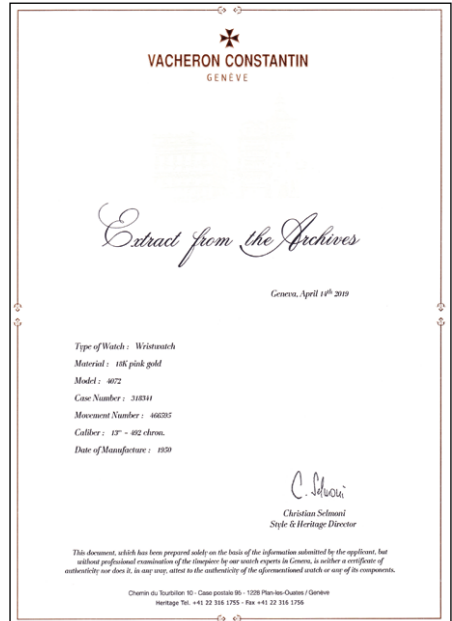 VACHERON CONSTANTIN
GENÈVE
Extract from the Archives
Geneva, April 14th 2019
Type of Watch : Wristwatch
Material : 18K pink gold
Model : 4072
Case Number : 318341
Movement Number : 466595
Caliber : 13''' - 492 chron.
Date of Manufacture : 1950
C. Selmoni
Christian Selmoni
Style & Heritage Director
This document, which has been prepared solely on the basis of the information submitted by the applicant, but
without professional examination of the timepiece by our watch experts in Geneva, is neither a certificate of
authenticity nor does it, in any way, attest to the authenticity of the aforementioned watch or any of its components.
Chemin du Tourbillon 10 - Case postale 95 - 1228 Plan-les-Ouates / Genève
Heritage Tel. +41 22 316 1755 - Fax +41 22 316 1756